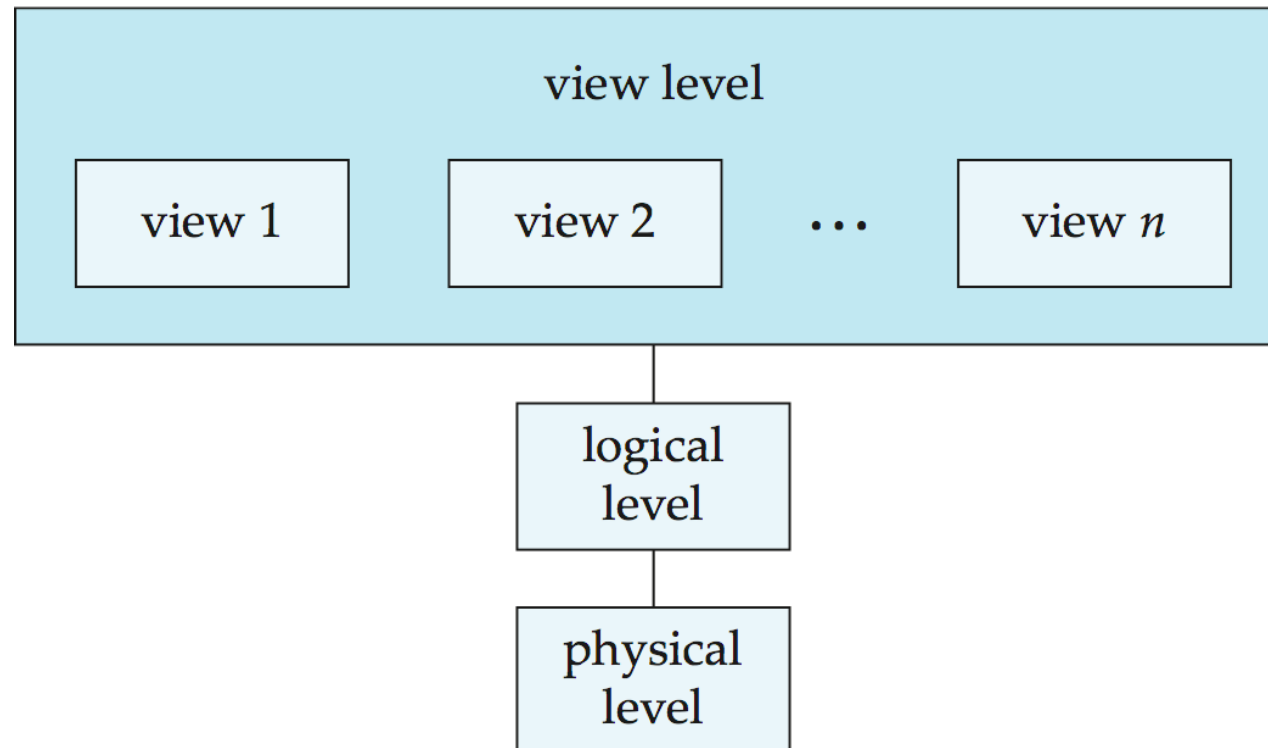 view level
view 1
view 2
...
view n
logical
level
physical
level